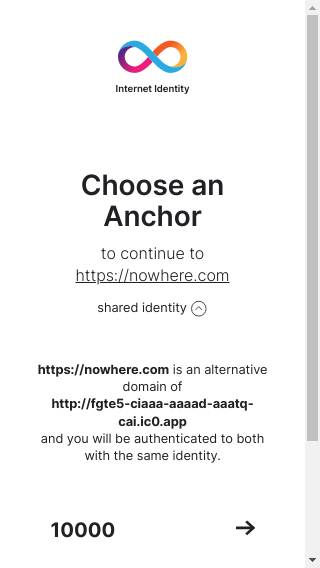 Internet Identity
Choose an
Anchor
to continue to
https://nowhere.com
shared identity
https://nowhere.com is an alternative
domain of
http://fgte5-ciaaa-aaaad-aaatq-
cai.ic0.app
and you will be authenticated to both
with the same identity.
10000